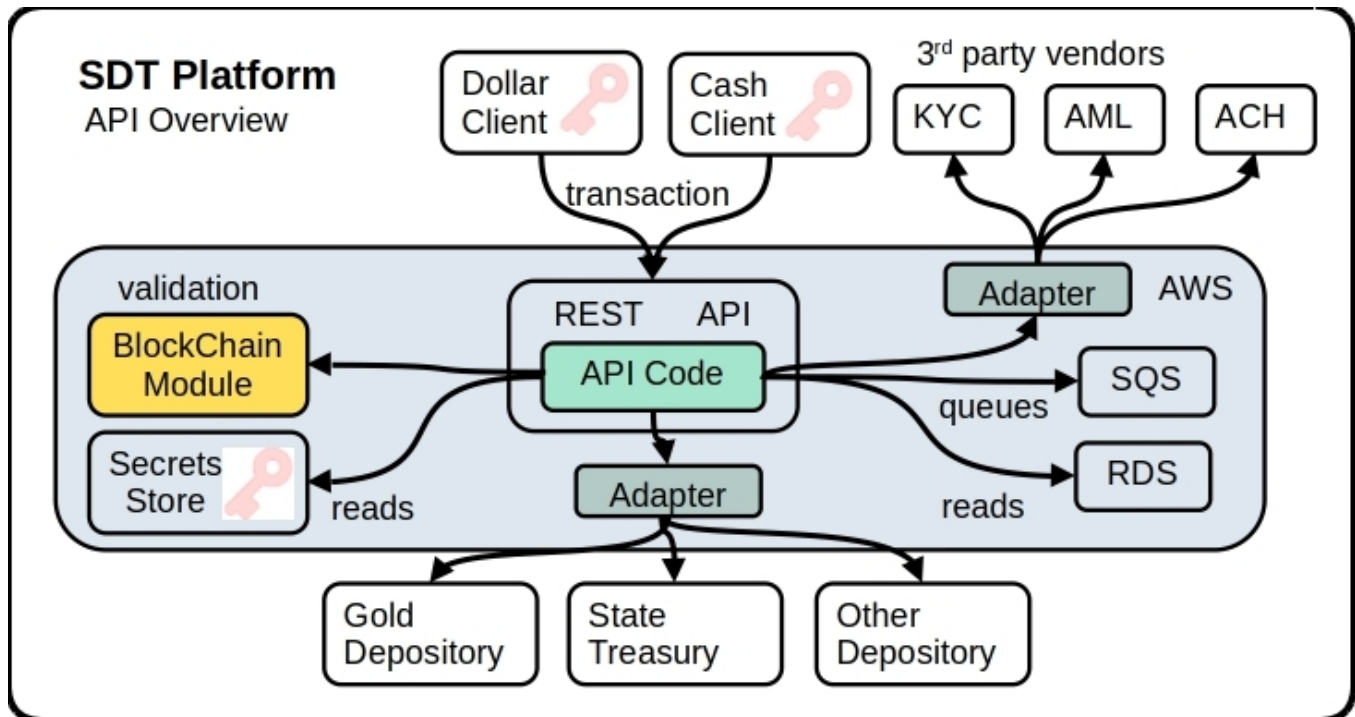 SDT Platform
API Overview
Dollar
Client
Cash
Client
3rd party vendors
KYC
AML
ACH
transaction
validation
BlockChain
Module
REST API
API Code
Adapter
AWS
SQS
queues
Secrets
Store
reads
Adapter
reads
RDS
Gold
Depository
State
Treasury
Other
Depository